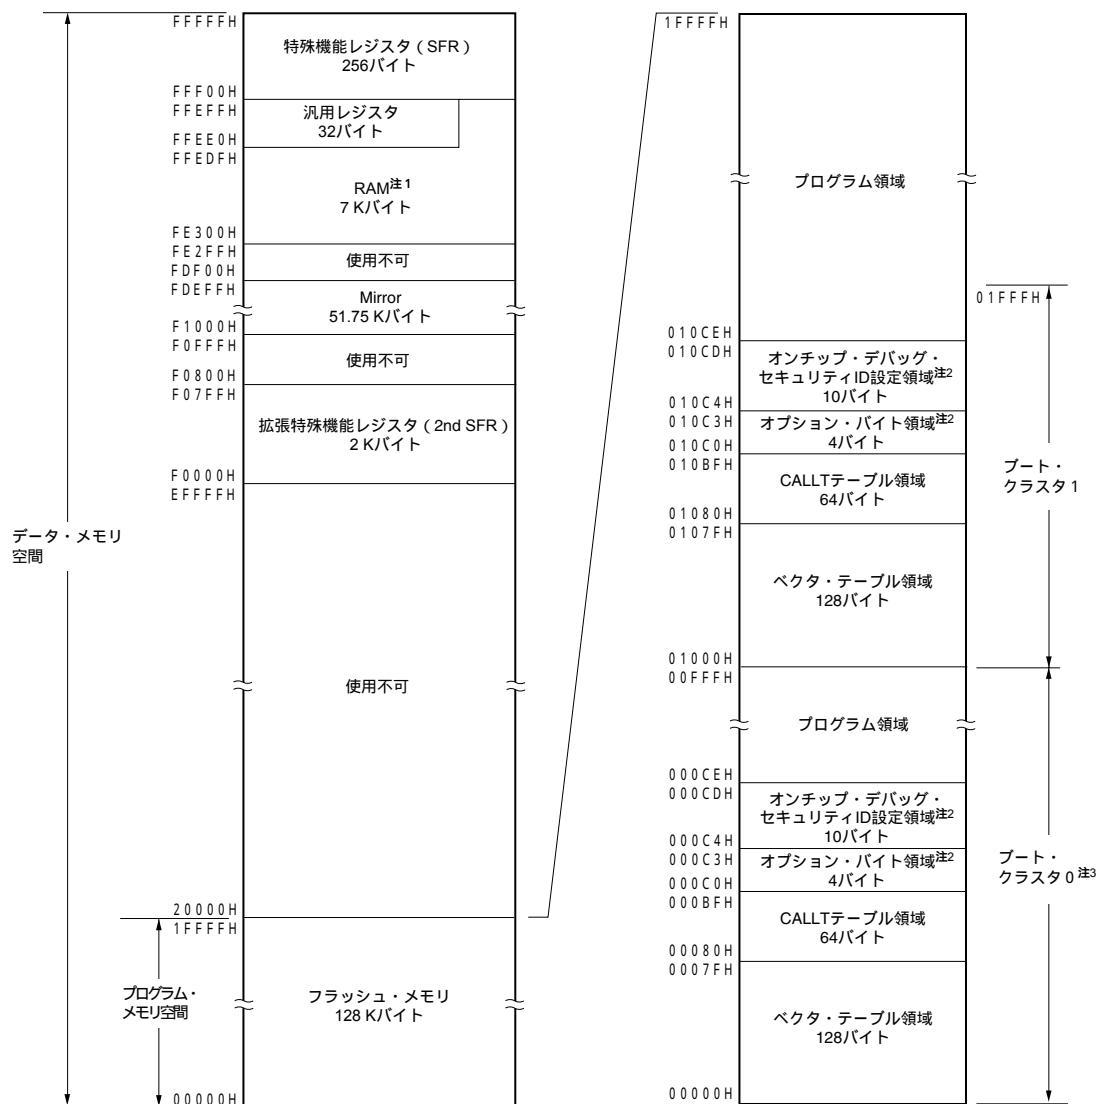 FFFFFH
特殊機能レジスタ（SFR）
256バイト
FFF00H
FFEFFH
汎用レジスタ
32バイト
FFEE0H
FFEDFH
RAM注1
7 Kバイト
FE300H
FE2FFH
使用不可
FDF00H
FDEFFH
Mirror
51.75 Kバイト
F1000H
F0FFFH
使用不可
F0800H
F07FFH
拡張特殊機能レジスタ（2nd SFR）
2 Kバイト
F0000H
EFFFFH
データ・メモリ
空間
使用不可
20000H
1FFFFH
プログラム・
メモリ空間
フラッシュ・メモリ
128 Kバイト
00000H
1FFFFH
プログラム領域
01FFFH
010CEH
010CDH
オンチップ・デバッグ・
セキュリティID設定領域注2
10バイト
010C4H
010C3H
オプション・バイト領域注2
4バイト
010C0H
010BFH
CALLTテーブル領域
64バイト
ブート・
クラスタ1
01080H
0107FH
ベクタ・テーブル領域
128バイト
01000H
00FFFH
プログラム領域
000CEH
000CDH
オンチップ・デバッグ・
セキュリティID設定領域注2
10バイト
000C4H
000C3H
オプション・バイト領域注2
4バイト
000C0H
000BFH
ブート・
クラスタ0注3
CALLTテーブル領域
64バイト
00080H
0007FH
ベクタ・テーブル領域
128バイト
00000H